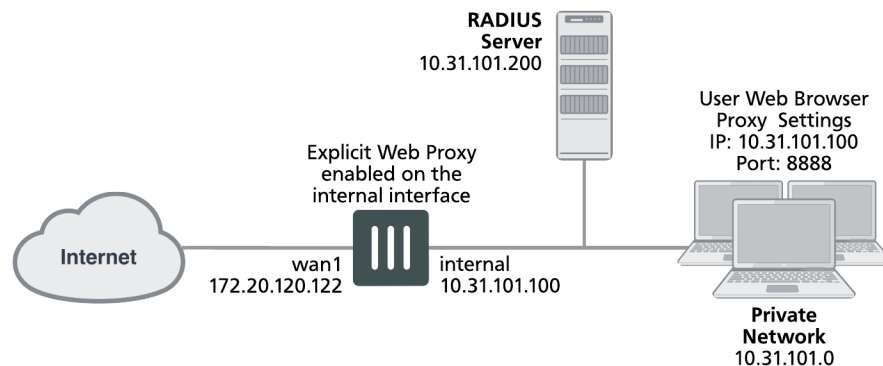 RADIUS
Server
10.31.101.200
User Web Browser
Proxy Settings
IP: 10.31.101.100
Port: 8888
Explicit Web Proxy
enabled on the
internal interface
Internet
wan1
172.20.120.122
internal
10.31.101.100
Private
Network
10.31.101.0